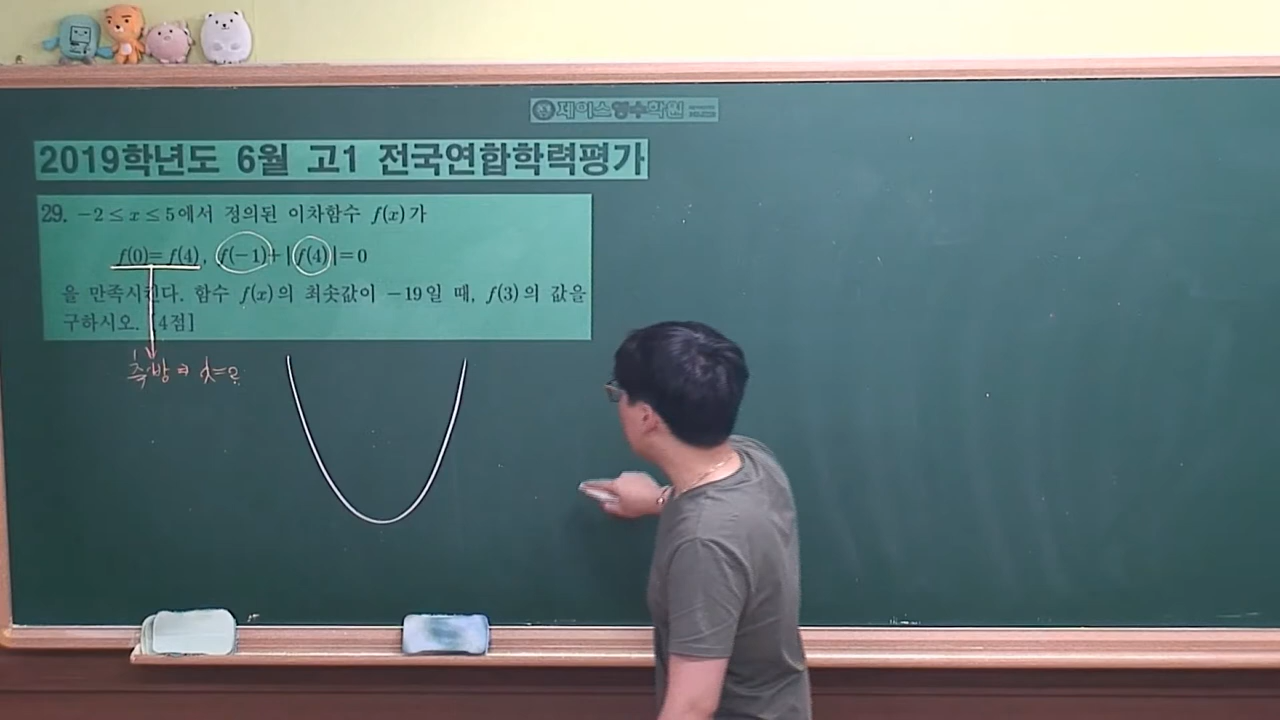 제이스영수학원
2019학년도 6월 고1 전국연합학력평가
29. -2 ≤ x ≤ 5에서 정의된 이차함수 f(x)가
f(0)= f(4), f(-1)+|f(4)|=0
을 만족시킨다. 함수 f(x)의 최솟값이 -19일 때, f(3)의 값을
구하시오. [4점]